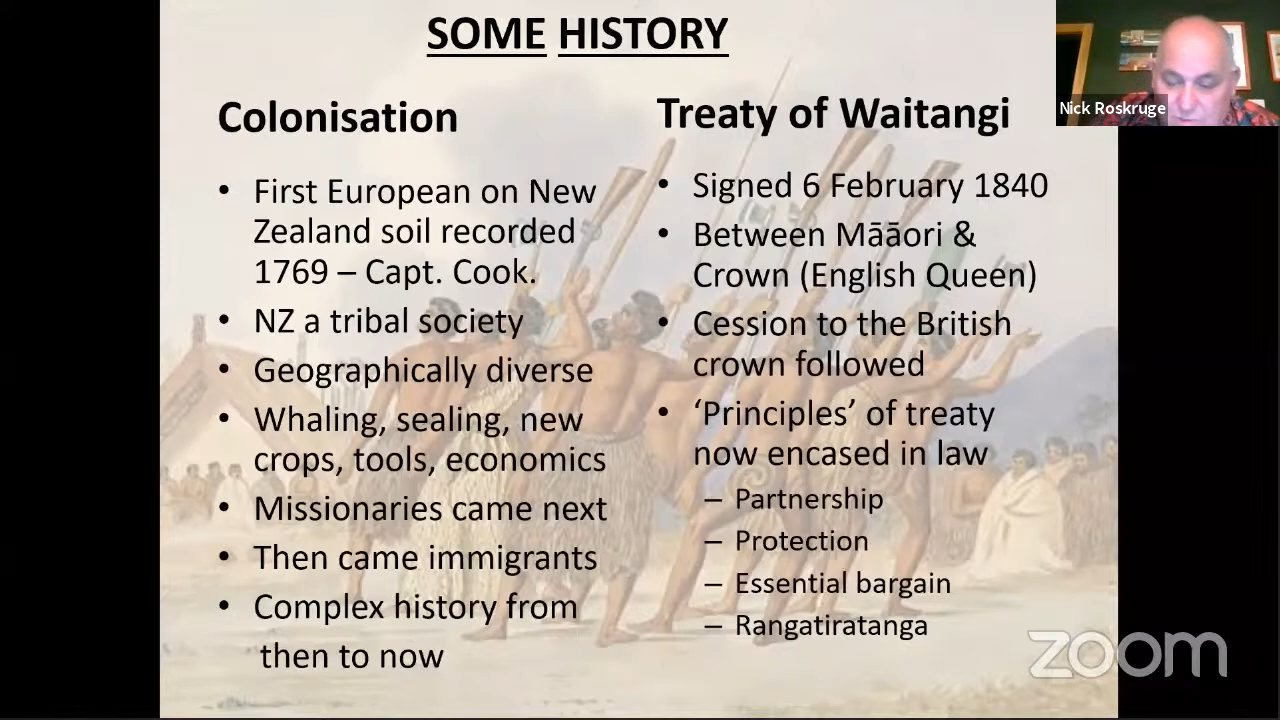 SOME HISTORY
Colonisation
• First European on New
Zealand soil recorded
1769 – Capt. Cook.
• NZ a tribal society
• Geographically diverse
• Whaling, sealing, new
crops, tools, economics
• Missionaries came next
• Then came immigrants
• Complex history from
then to now
Treaty of Waitangi
• Signed 6 February 1840
• Between Māāori &
Crown (English Queen)
• Cession to the British
crown followed
• ‘Principles’ of treaty
now encased in law
– Partnership
– Protection
– Essential bargain
– Rangatiratanga
Nick Roskruge
zoom